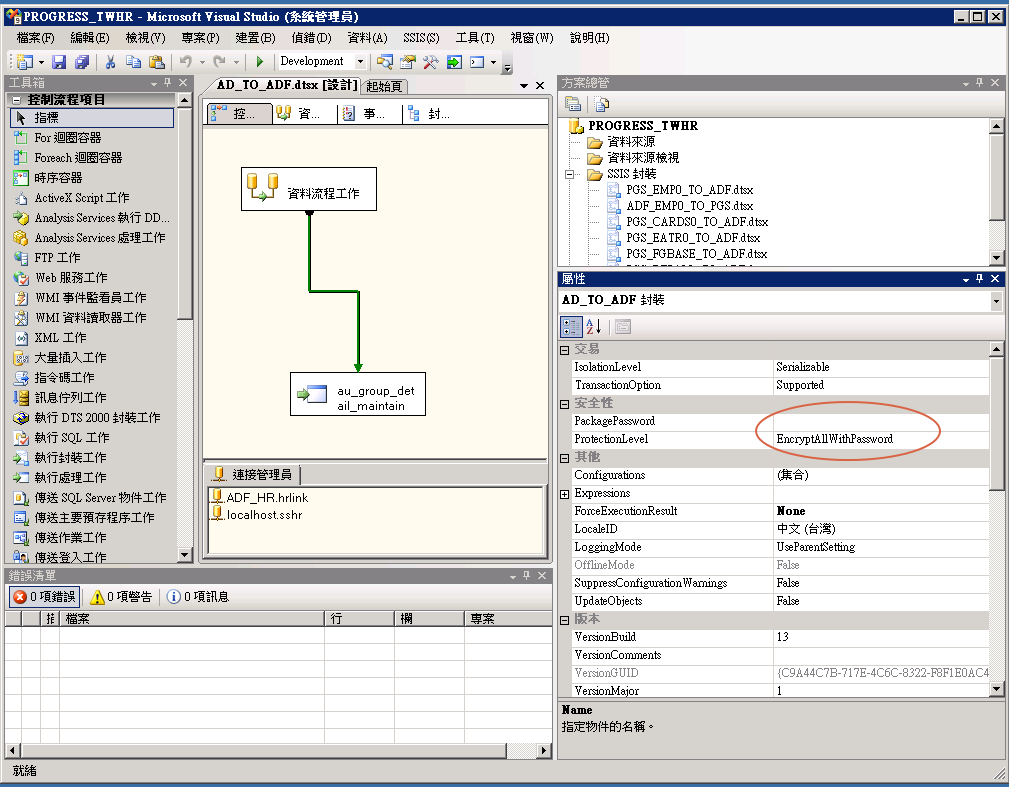 PROGRESS_TWHR - Microsoft Visual Studio (系統管理員)
檔案(F) 編輯(E) 檢視(V) 專案(P) 建置(B) 偵錯(D) 資料(A) SSIS(S) 工具(T) 視窗(W) 說明(H)
Development
工具箱
控制流程項目
指標
For 迴圈容器
Foreach 迴圈容器
時序容器
ActiveX Script 工作
Analysis Services 執行 DD...
Analysis Services 處理工作
FTP 工作
Web 服務工作
WMI 事件監看員工作
WMI 資料讀取器工作
XML 工作
大量插入工作
指令碼工作
訊息佇列工作
執行 DTS 2000 封裝工作
執行 SQL 工作
執行封裝工作
執行處理工作
傳送 SQL Server 物件工作
傳送主要預存程序工作
傳送作業工作
傳送登入工作
AD_TO_ADF.dtsx [設計] 起始頁
控... 資... 事... 封...
資料流程工作
au_group_det
ail_maintain
連接管理員
ADF_HR.hrlink
localhost.sshr
方案總管
PROGRESS_TWHR
資料來源
資料來源檢視
SSIS 封裝
PGS_EMP0_TO_ADF.dtsx
ADF_EMP0_TO_PGS.dtsx
PGS_CARDS0_TO_ADF.dtsx
PGS_EATR0_TO_ADF.dtsx
PGS_FGBASE_TO_ADF.dtsx
屬性
AD_TO_ADF 封裝
交易
IsolationLevel Serializable
TransactionOption Supported
安全性
PackagePassword
ProtectionLevel EncryptAllWithPassword
其他
Configurations (集合)
Expressions
ForceExecutionResult None
LocaleID 中文 (台灣)
LoggingMode UseParentSetting
OfflineMode False
SuppressConfigurationWarnings False
UpdateObjects False
版本
VersionBuild 13
VersionComments
VersionGUID {C9A44C7B-717E-4C6C-8322-F8F1E0AC4
VersionMajor 1
Name
指定物件的名稱。
錯誤清單
0 項錯誤 0 項警告 0 項訊息
檔案 行 欄 專案
就緒